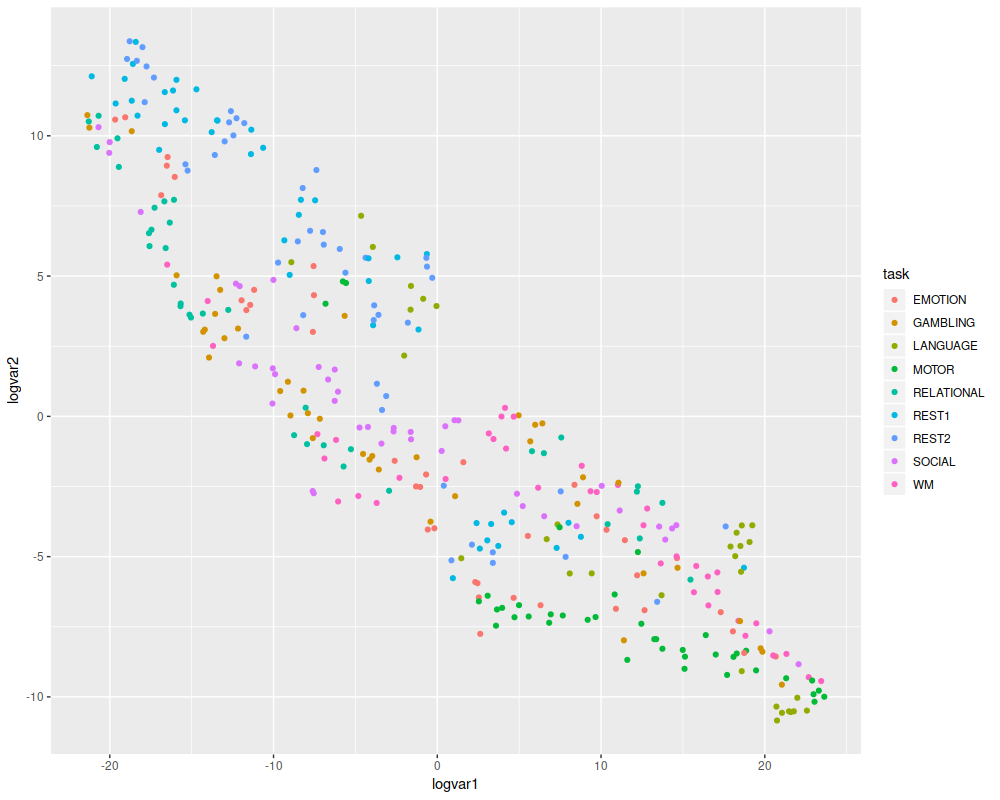 logvar2
10
5
0
-5
-10
-20
-10
0
10
20
logvar1
task
EMOTION
GAMBLING
LANGUAGE
MOTOR
RELATIONAL
REST1
REST2
SOCIAL
WM